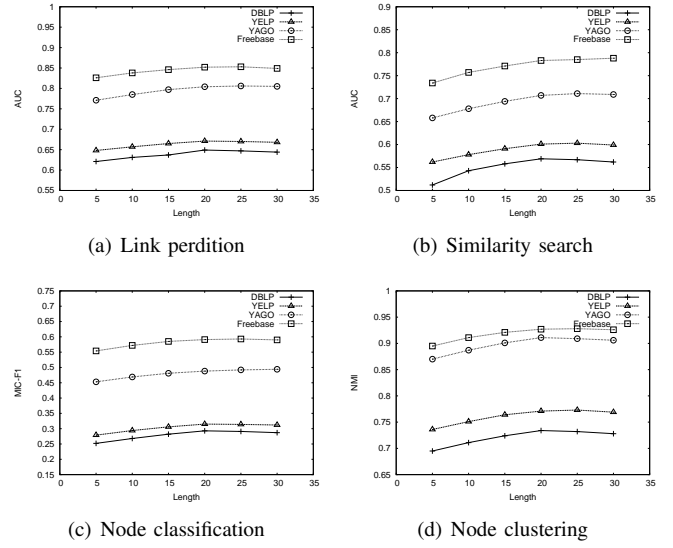 DBLP
YELP
YAGO
Freebase
1
0.95
0.9
0.85
0.8
0.75
0.7
0.65
0.6
0.55
AUC
0 5 10 15 20 25 30 35
Length
(a) Link perdition
DBLP
YELP
YAGO
Freebase
0.9
0.85
0.8
0.75
0.7
0.65
0.6
0.55
0.5
AUC
0 5 10 15 20 25 30 35
Length
(b) Similarity search
DBLP
YELP
YAGO
Freebase
0.75
0.7
0.65
0.6
0.55
0.5
0.45
0.4
0.35
0.3
0.25
0.2
0.15
MIC-F1
0 5 10 15 20 25 30 35
Length
(c) Node classification
DBLP
YELP
YAGO
Freebase
1
0.95
0.9
0.85
0.8
0.75
0.7
0.65
NMI
0 5 10 15 20 25 30 35
Length
(d) Node clustering